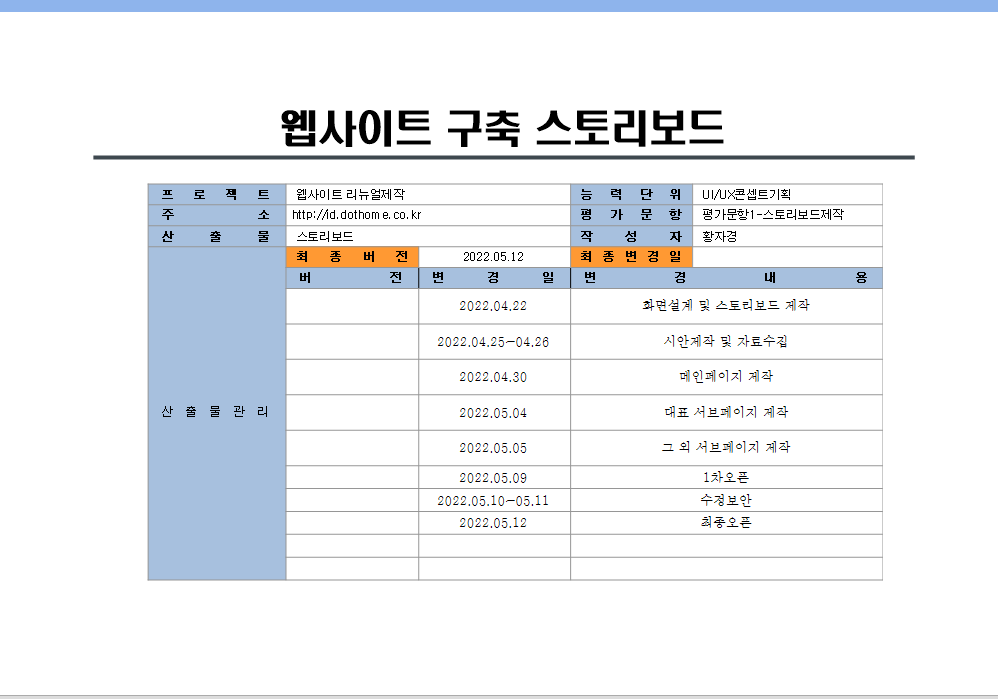 웹사이트 구축 스토리보드
프 로 젝 트 웹사이트 리뉴얼제작 능 력 단 위 UI/UX콘셉트기획
주 소 http://id.dothome.co.kr 평 가 문 항 평가문항1-스토리보드제작
산 출 물 스토리보드 작 성 자 황자경
최 종 버 전 2022.05.12 최 종 변 경 일
버 전 변 경 일 변 경 내 용
2022.04.22 화면설계 및 스토리보드 제작
2022.04.25-04.26 시안제작 및 자료수집
2022.04.30 메인페이지 제작
산 출 물 관 리 2022.05.04 대표 서브페이지 제작
2022.05.05 그 외 서브페이지 제작
2022.05.09 1차오픈
2022.05.10-05.11 수정보안
2022.05.12 최종오픈